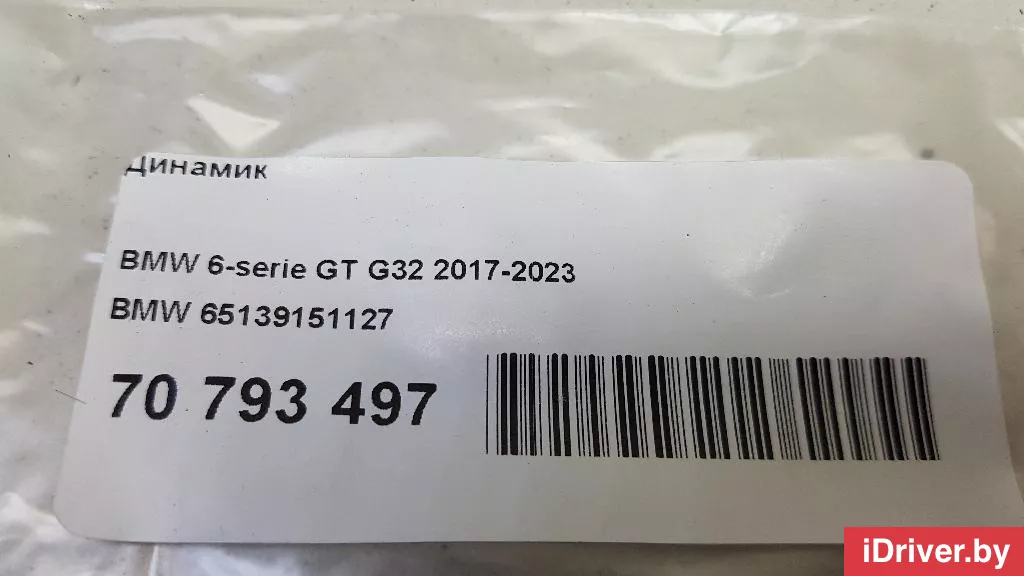 Динамик
BMW 6-serie GT G32 2017-2023
BMW 65139151127
70 793 497
iDriver.by